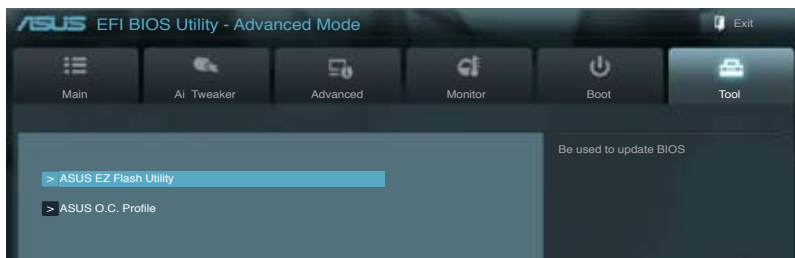 ASUS EFI BIOS Utility - Advanced Mode
Exit
Main
Ai Tweaker
Advanced
Monitor
Boot
Tool
Be used to update BIOS
> ASUS EZ Flash Utility
> ASUS O.C. Profile